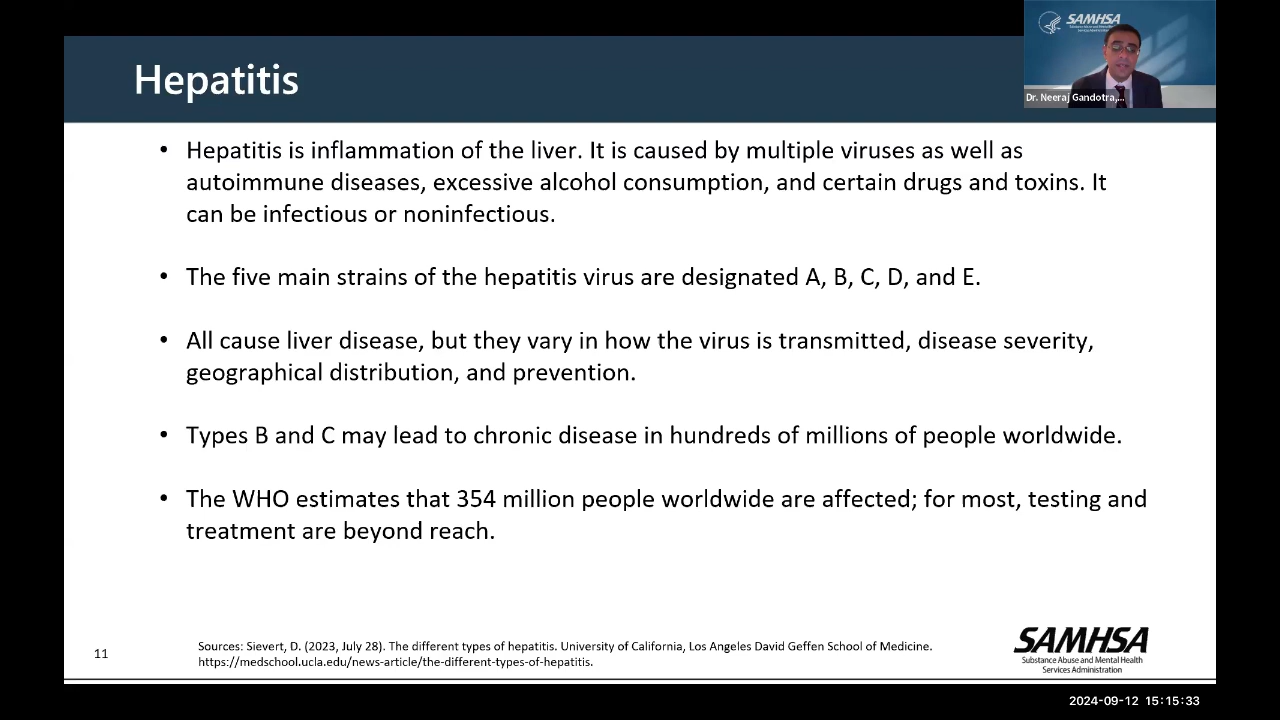 SAMHSA
Substance Abuse and Mental Health
Services Administration
Dr. Neeraj Gandotra,...
Hepatitis
• Hepatitis is inflammation of the liver. It is caused by multiple viruses as well as
autoimmune diseases, excessive alcohol consumption, and certain drugs and toxins. It
can be infectious or noninfectious.
• The five main strains of the hepatitis virus are designated A, B, C, D, and E.
• All cause liver disease, but they vary in how the virus is transmitted, disease severity,
geographical distribution, and prevention.
• Types B and C may lead to chronic disease in hundreds of millions of people worldwide.
• The WHO estimates that 354 million people worldwide are affected; for most, testing and
treatment are beyond reach.
11
Sources: Sievert, D. (2023, July 28). The different types of hepatitis. University of California, Los Angeles David Geffen School of Medicine.
https://medschool.ucla.edu/news-article/the-different-types-of-hepatitis.
SAMHSA
Substance Abuse and Mental Health
Services Administration
2024-09-12 15:15:33